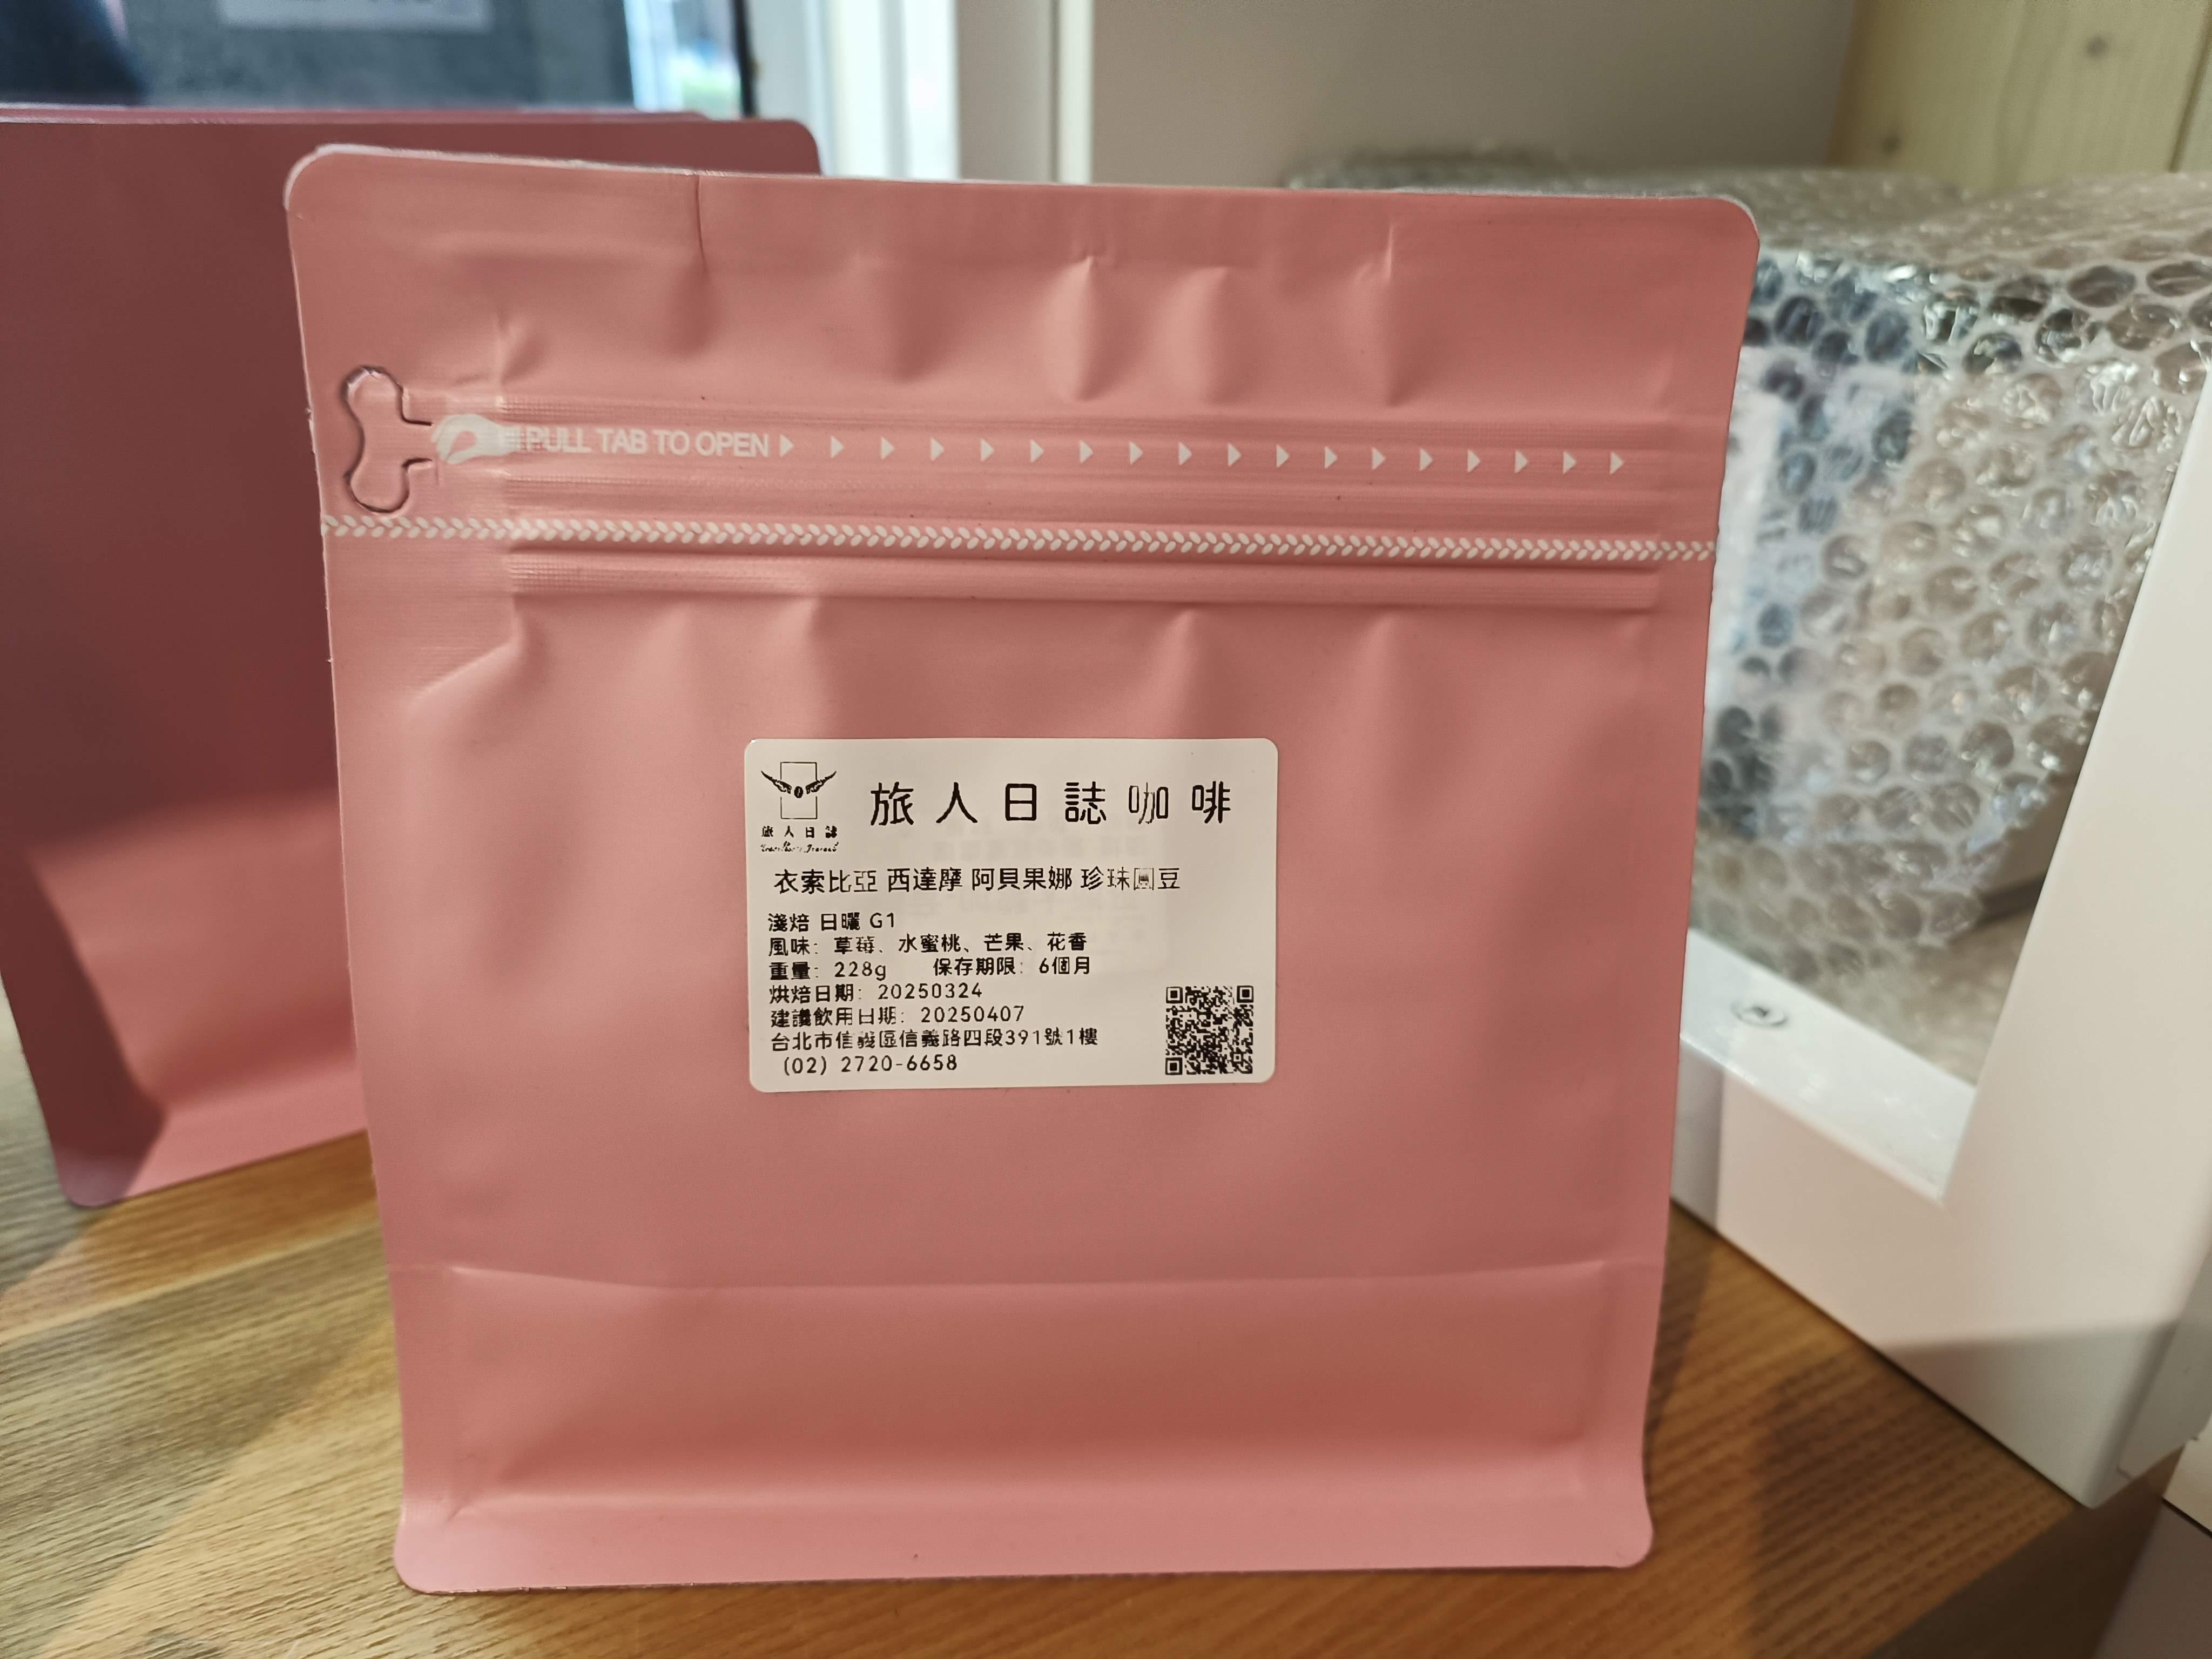 PULL TAB TO OPEN
旅人日誌咖啡
旅人日誌
衣索比亞 西達摩 阿貝果娜 珍珠圓豆
淺焙 日曬 G1
風味: 草莓、水蜜桃、芒果、花香
重量: 228g 保存期限: 6個月
烘焙日期: 20250324
建議飲用日期: 20250407
台北市信義區信義路四段391號1樓
(02) 2720-6658